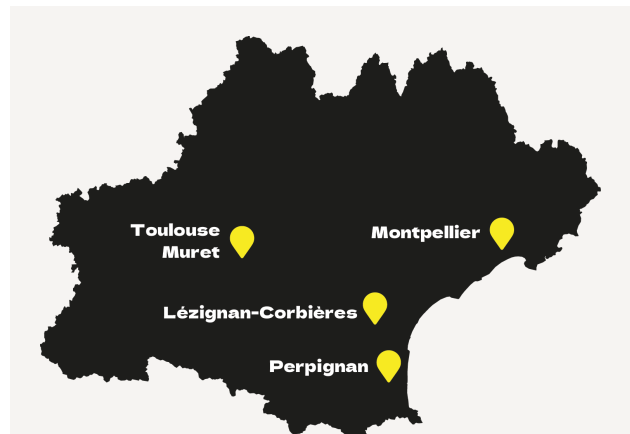 Toulouse
Muret
Montpellier
Lézignan-Corbières
Perpignan